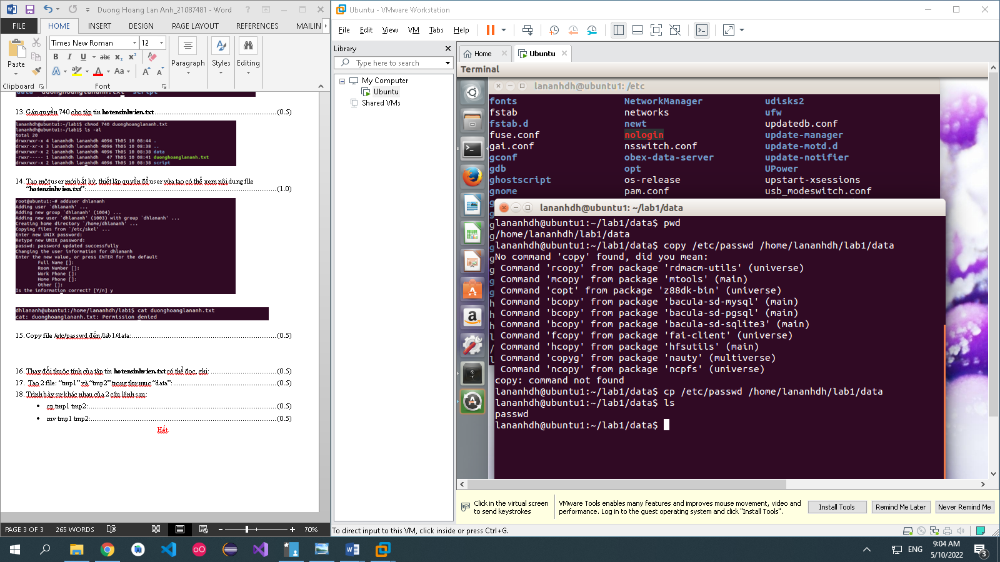 Duong Hoang Lan Anh_21087481 - Word
FILE HOME INSERT DESIGN PAGE LAYOUT REFERENCES MAILIN
Paste
Clipboard
Times New Roman 12
B I U abc x₂ x²
A Aa A A
Font
Paragraph
Styles
Editing
data duonghoanglananh.txt script
13. Gán quyền 740 cho tập tin hotensinhvien.txt (0.5)
lananhdh@ubuntu1:~/lab1$ chmod 740 duonghoanglananh.txt
lananhdh@ubuntu1:~/lab1$ ls -al
total 20
drwxrwxr-x 4 lananhdh lananhdh 4096 Th05 10 08:44 .
drwxr-xr-x 3 lananhdh lananhdh 4096 Th05 10 08:38 ..
drwxrwxr-x 2 lananhdh lananhdh 4096 Th05 10 08:38 data
-rwxr----- 1 lananhdh lananhdh 47 Th05 10 08:41 duonghoanglananh.txt
drwxrwxr-x 2 lananhdh lananhdh 4096 Th05 10 08:38 script
14. Tạo một user mới bất kỳ, thiết lập quyền để user vừa tạo có thể xem nội dung file
“hotensinhvien.txt”: (1.0)
root@ubuntu1:~# adduser dhlananh
Adding user `dhlananh' ...
Adding new group `dhlananh' (1004) ...
Adding new user `dhlananh' (1003) with group `dhlananh' ...
Creating home directory `/home/dhlananh' ...
Copying files from `/etc/skel' ...
Enter new UNIX password:
Retype new UNIX password:
passwd: password updated successfully
Changing the user information for dhlananh
Enter the new value, or press ENTER for the default
Full Name []:
Room Number []:
Work Phone []:
Home Phone []:
Other []:
Is the information correct? [Y/n] y
dhlananh@ubuntu1:/home/lananhdh/lab1$ cat duonghoanglananh.txt
cat: duonghoanglananh.txt: Permission denied
15. Copy file /etc/passwd đến /lab1/data: (0.5)
16. Thay đổi thuộc tính của tập tin hotensinhvien.txt có thể đọc, ghi: (0.5)
17. Tạo 2 file: “tmp1” và “tmp2” trong thư mục “data”: (0.5)
18. Trình bày sự khác nhau của 2 câu lệnh sau:
• cp tmp1 tmp2: (0.5)
• mv tmp1 tmp2: (0.5)
Hết.
PAGE 3 OF 3 265 WORDS 70%
Ubuntu - VMware Workstation
File Edit View VM Tabs Help
Library
Type here to search
My Computer
Ubuntu
Shared VMs
Home Ubuntu
Terminal
lananhdh@ubuntu1: /etc
fonts NetworkManager udisks2
fstab networks ufw
fstab.d newt updatedb.conf
fuse.conf nologin update-manager
gai.conf nsswitch.conf update-motd.d
gconf obex-data-server update-notifier
gdb opt UPower
ghostscript os-release upstart-xsessions
gnome pam.conf usb_modeswitch.conf
lananhdh@ubuntu1: ~/lab1/data
lananhdh@ubuntu1:~/lab1/data$ pwd
/home/lananhdh/lab1/data
lananhdh@ubuntu1:~/lab1/data$ copy /etc/passwd /home/lananhdh/lab1/data
No command 'copy' found, did you mean:
Command 'rcopy' from package 'rdmacm-utils' (universe)
Command 'mcopy' from package 'mtools' (main)
Command 'copt' from package 'z88dk-bin' (universe)
Command 'bcopy' from package 'bacula-sd-mysql' (main)
Command 'bcopy' from package 'bacula-sd-pgsql' (main)
Command 'bcopy' from package 'bacula-sd-sqlite3' (main)
Command 'fcopy' from package 'fai-client' (universe)
Command 'hcopy' from package 'hfsutils' (main)
Command 'copyg' from package 'nauty' (multiverse)
Command 'ncopy' from package 'ncpfs' (universe)
copy: command not found
lananhdh@ubuntu1:~/lab1/data$ cp /etc/passwd /home/lananhdh/lab1/data
lananhdh@ubuntu1:~/lab1/data$ ls
passwd
lananhdh@ubuntu1:~/lab1/data$
Click in the virtual screen
to send keystrokes
VMware Tools enables many features and improves mouse movement, video and
performance. Log in to the guest operating system and click "Install Tools".
Install Tools Remind Me Later Never Remind Me
To direct input to this VM, click inside or press Ctrl+G.
ENG
9:04 AM
5/10/2022
3